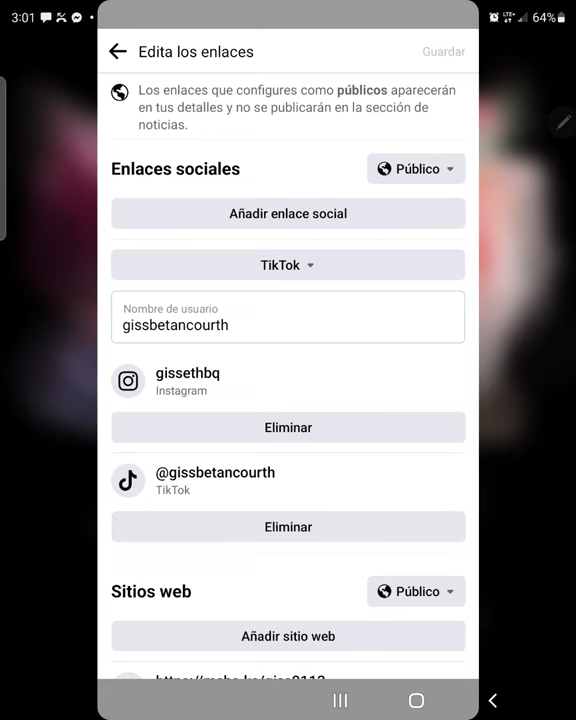 3:01
LTE+
64%
Edita los enlaces
Guardar
Los enlaces que configures como públicos aparecerán
en tus detalles y no se publicarán en la sección de
noticias.
Enlaces sociales
Público
Añadir enlace social
TikTok
Nombre de usuario
gissbetancourth
gissethbq
Instagram
Eliminar
@gissbetancourth
TikTok
Eliminar
Sitios web
Público
Añadir sitio web